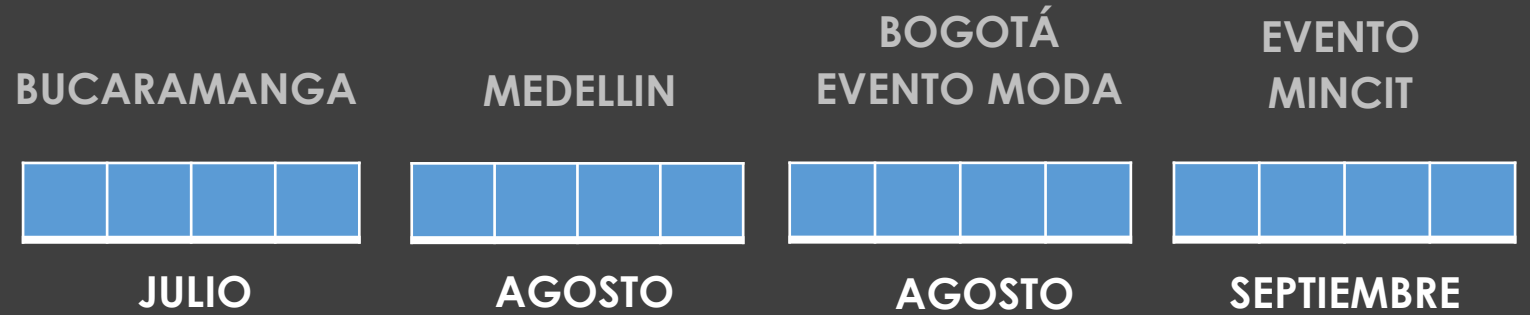 BUCARAMANGA
MEDELLIN
BOGOTÁ
EVENTO MODA
EVENTO
MINCIT
JULIO
AGOSTO
AGOSTO
SEPTIEMBRE